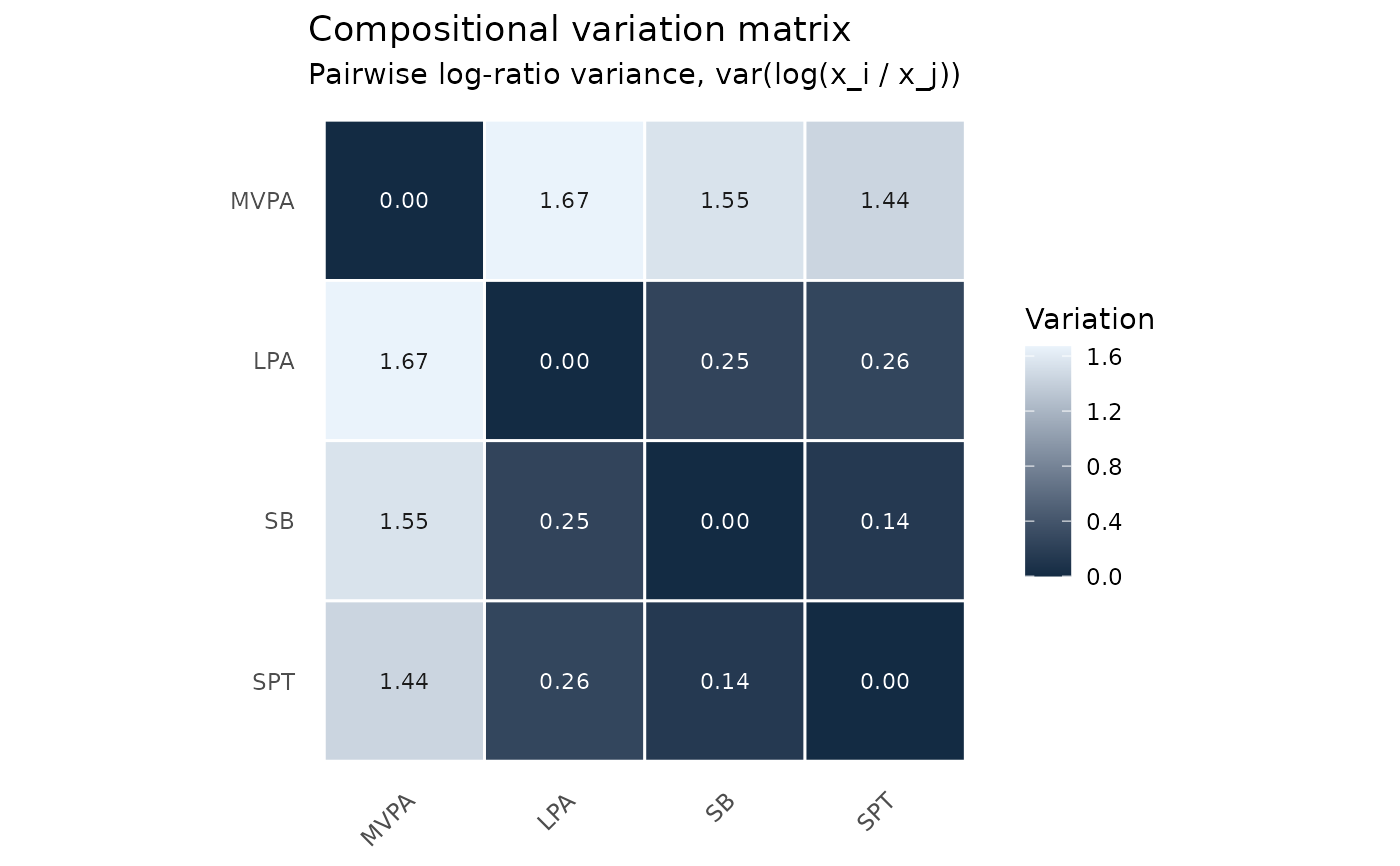 Compositional variation matrix
Pairwise log-ratio variance, var(log(x_i / x_j))
MVPA 0.00 1.67 1.55 1.44
LPA 1.67 0.00 0.25 0.26
SB 1.55 0.25 0.00 0.14
SPT 1.44 0.26 0.14 0.00
MVPA LPA SB SPT
Variation
1.6
1.2
0.8
0.4
0.0